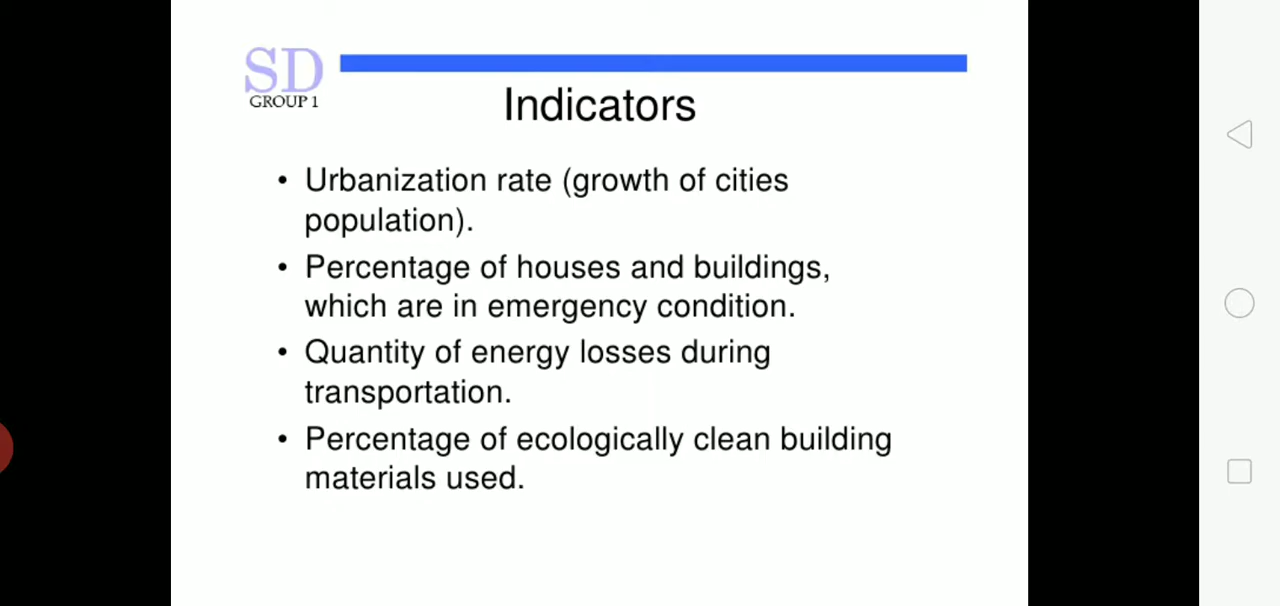 SD
GROUP 1
Indicators
• Urbanization rate (growth of cities
population).
• Percentage of houses and buildings,
which are in emergency condition.
• Quantity of energy losses during
transportation.
• Percentage of ecologically clean building
materials used.